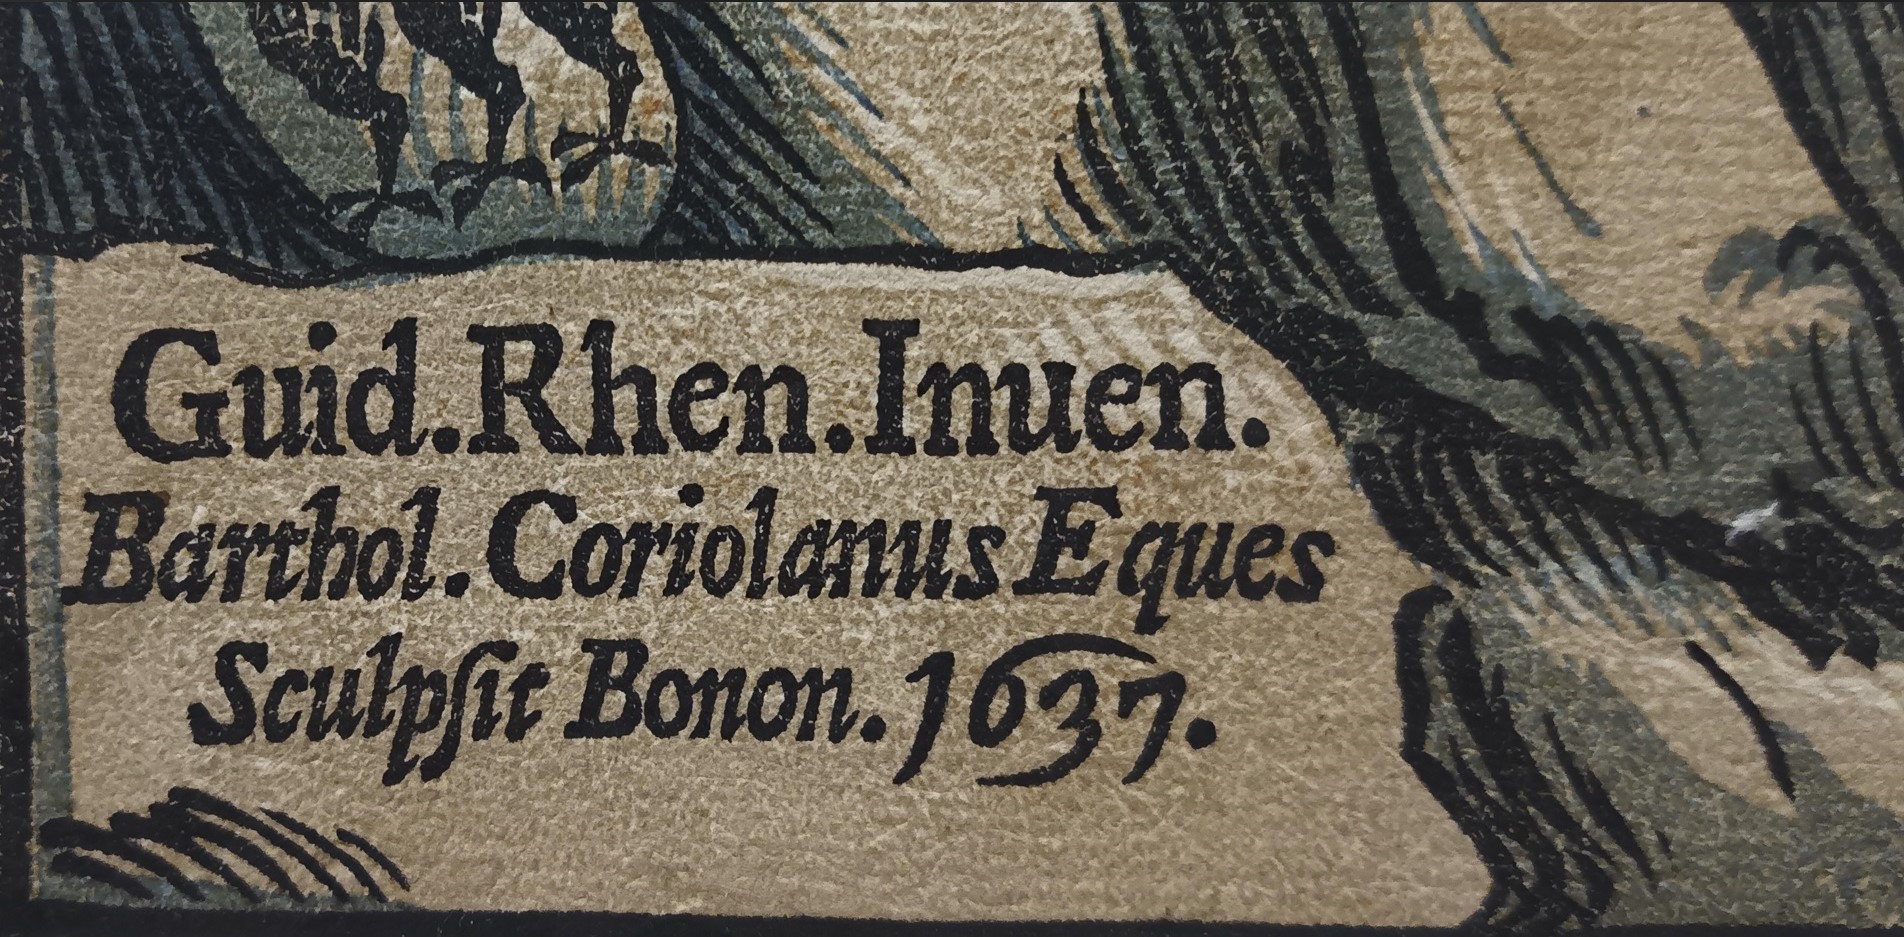 Guid.Rhen.Inuen.
Barthol. Coriolanus Eques
Sculpſit Bonon. 1637.